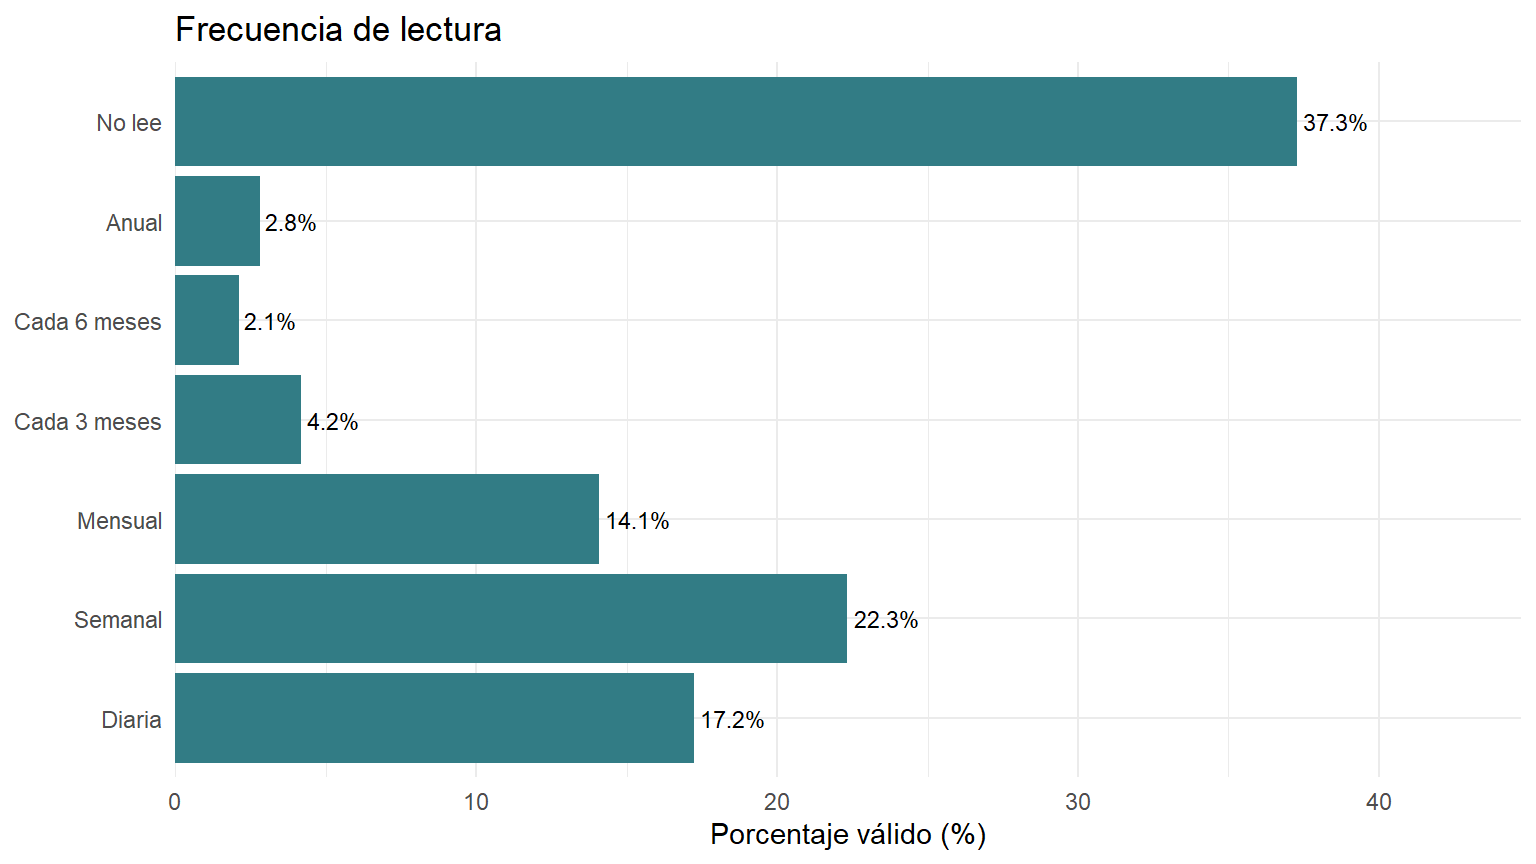 Frecuencia de lectura
No lee 37.3%
Anual 2.8%
Cada 6 meses 2.1%
Cada 3 meses 4.2%
Mensual 14.1%
Semanal 22.3%
Diaria 17.2%
0 10 20 30 40
Porcentaje válido (%)